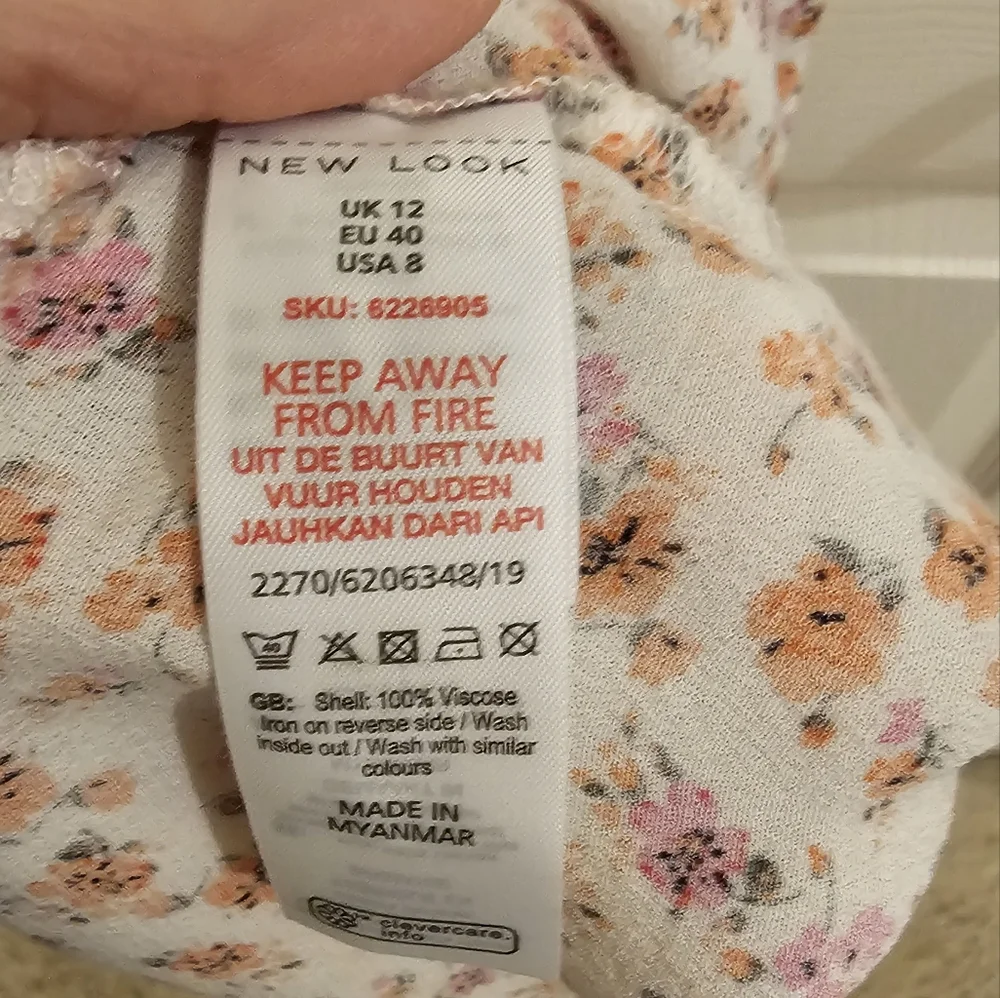 NEW LOOK
UK 12
EU 40
USA 8
SKU: 6226905
KEEP AWAY
FROM FIRE
UIT DE BUURT VAN
VUUR HOUDEN
JAUHKAN DARI API
2270/6206348/19
40
GB: Shell: 100% Viscose
Iron on reverse side / Wash
inside out / Wash with similar
colours
MADE IN
MYANMAR
clevercare.
info